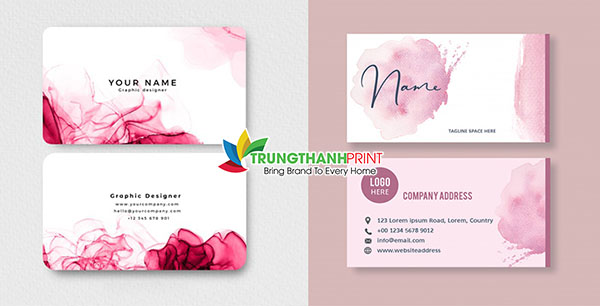 YOUR NAME
Graphic designer
Graphic Designer
www.yourcompany.com
hello@yourcompany.com
+12 345 678 901
TRUNGTHANHPRINT
Bring Brand To Every Home
Name
TAGLINE SPACE HERE
LOGO
HERE
COMPANY ADDRESS
123 Lorem Ipsum Road, Lorem, Country
+00 1234 5678 9012
info@email.com
www.websiteaddress